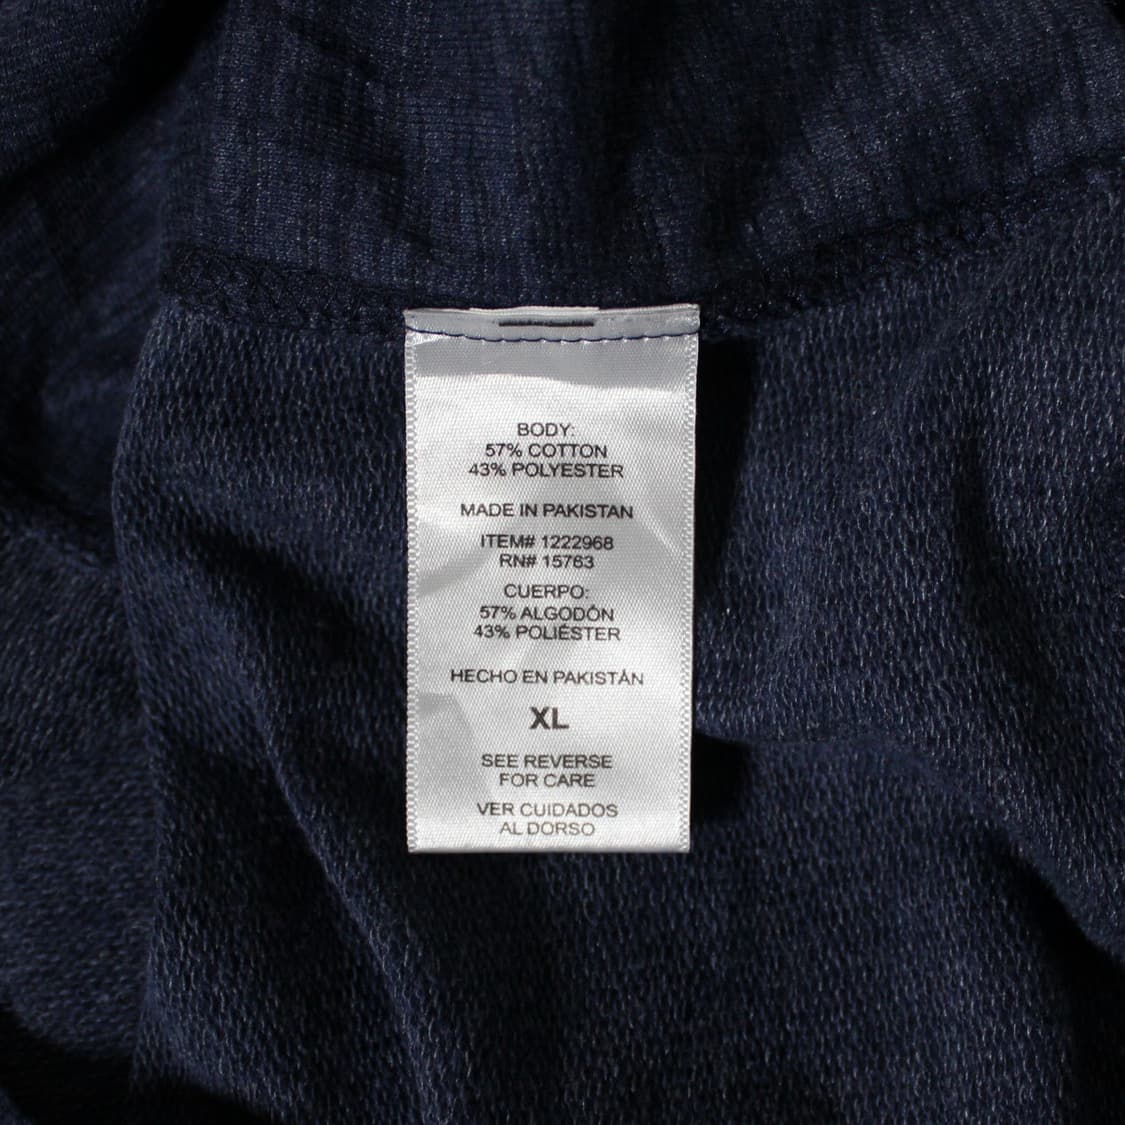 BODY:
57% COTTON
43% POLYESTER
MADE IN PAKISTAN
ITEM# 1222968
RN# 15763
CUERPO:
57% ALGODÓN
43% POLIÉSTER
HECHO EN PAKISTÁN
XL
SEE REVERSE
FOR CARE
VER CUIDADOS
AL DORSO